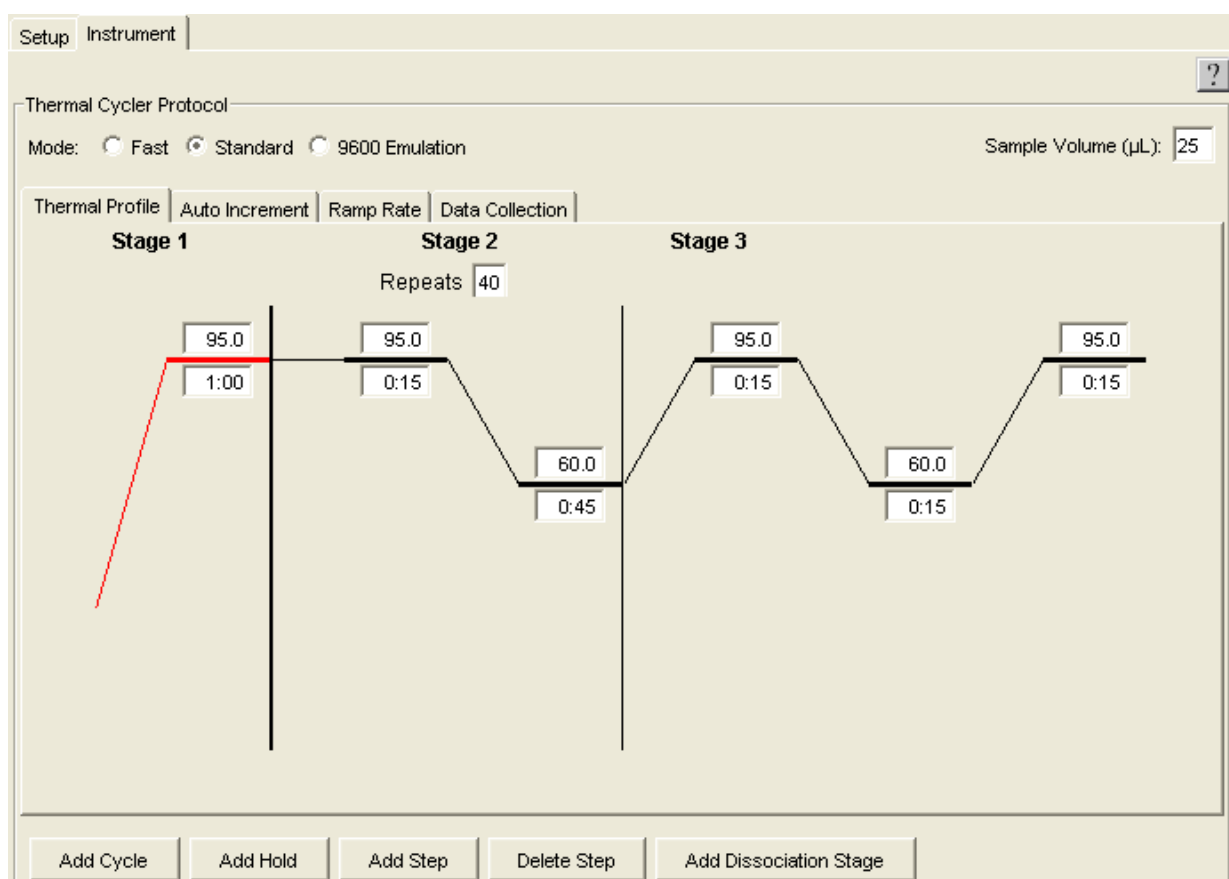 Setup Instrument
?
Thermal Cycler Protocol
Mode: Fast Standard 9600 Emulation Sample Volume (µL): 25
Thermal Profile Auto Increment Ramp Rate Data Collection
Stage 1 Stage 2 Stage 3
Repeats 40
95.0 95.0 95.0 95.0
1:00 0:15 0:15 0:15
60.0 60.0
0:45 0:15
Add Cycle Add Hold Add Step Delete Step Add Dissociation Stage